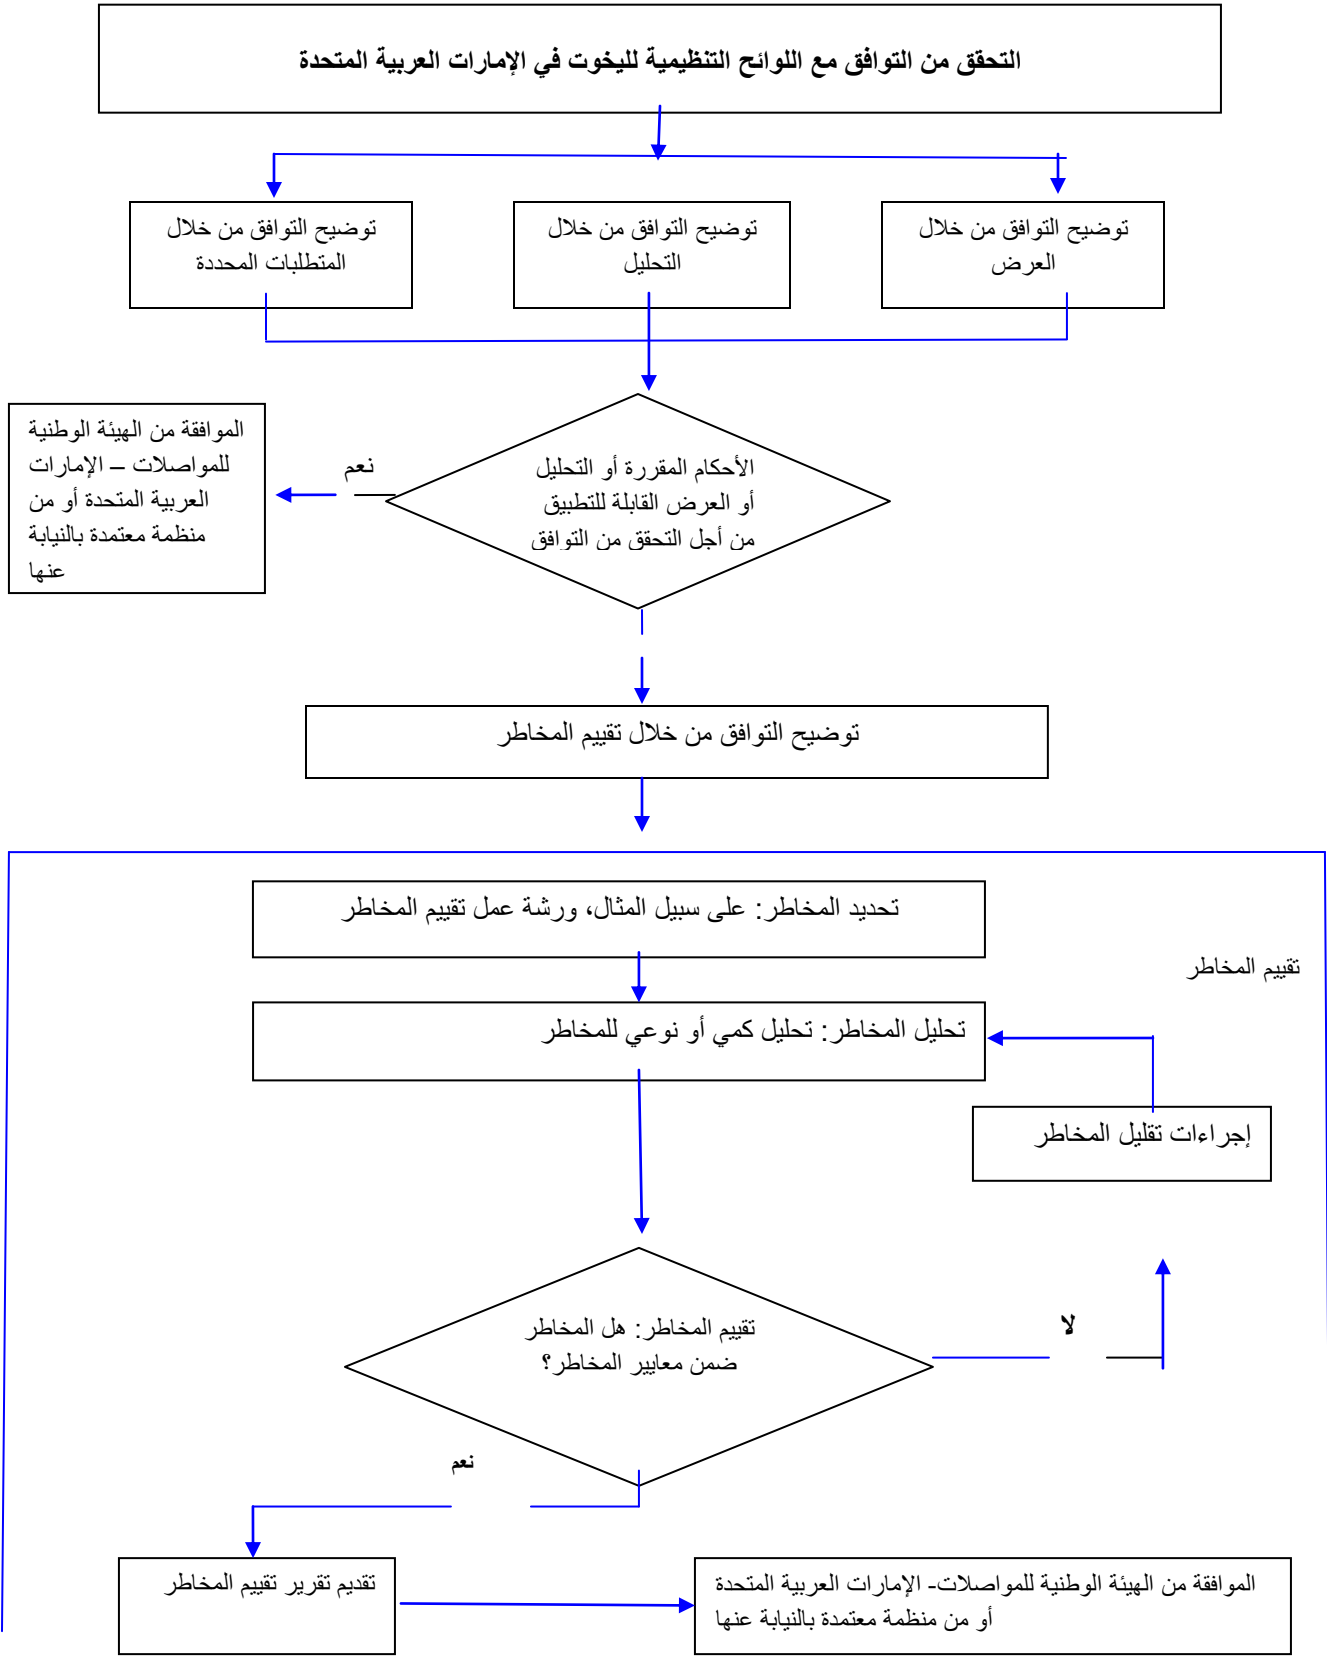 التحقق من التوافق مع اللوائح التنظيمية لليخوت في الإمارات العربية المتحدة
توضيح التوافق من خلال
العرض
توضيح التوافق من خلال
التحليل
توضيح التوافق من خلال
المتطلبات المحددة
الأحكام المقررة أو التحليل
أو العرض القابلة للتطبيق
من أجل التحقق من التوافق
نعم
الموافقة من الهيئة الوطنية
للمواصلات – الإمارات
العربية المتحدة أو من
منظمة معتمدة بالنيابة
عنها
توضيح التوافق من خلال تقييم المخاطر
تحديد المخاطر: على سبيل المثال، ورشة عمل تقييم المخاطر
تقييم المخاطر
تحليل المخاطر: تحليل كمي أو نوعي للمخاطر
إجراءات تقليل المخاطر
تقييم المخاطر: هل المخاطر
ضمن معايير المخاطر؟
لا
نعم
تقديم تقرير تقييم المخاطر
الموافقة من الهيئة الوطنية للمواصلات- الإمارات العربية المتحدة
أو من منظمة معتمدة بالنيابة عنها